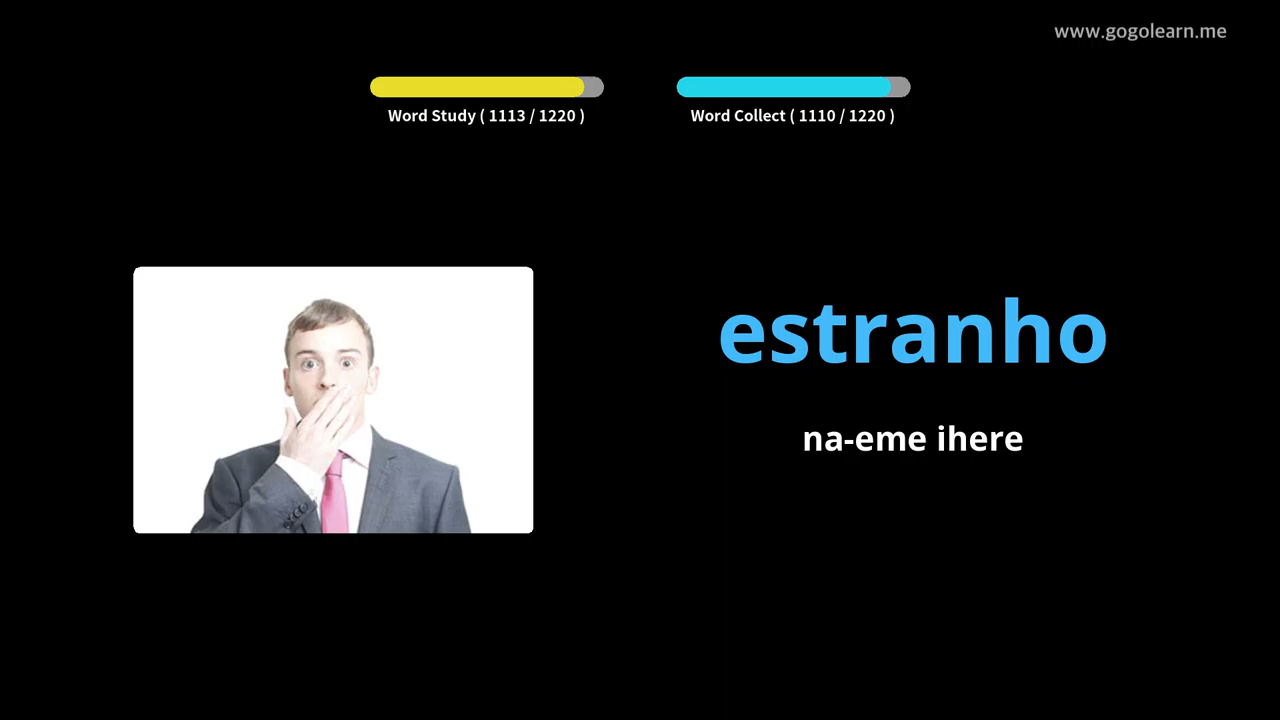 www.gogolearn.me
Word Study ( 1113 / 1220 )
Word Collect ( 1110 / 1220 )
estranho
na-eme ihere